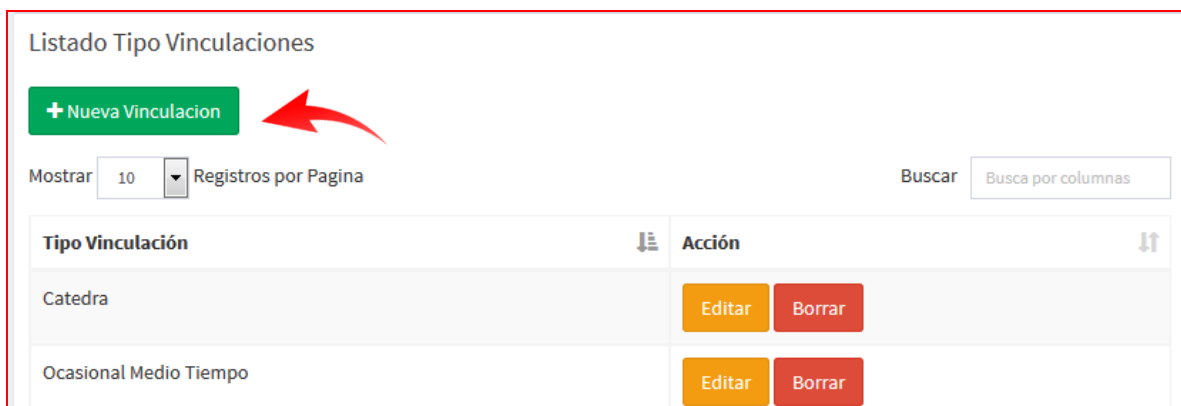 Listado Tipo Vinculaciones
+ Nueva Vinculacion
Mostrar 10 Registros por Pagina Buscar Busca por columnas
Tipo Vinculación Acción
Catedra Editar Borrar
Ocasional Medio Tiempo Editar Borrar